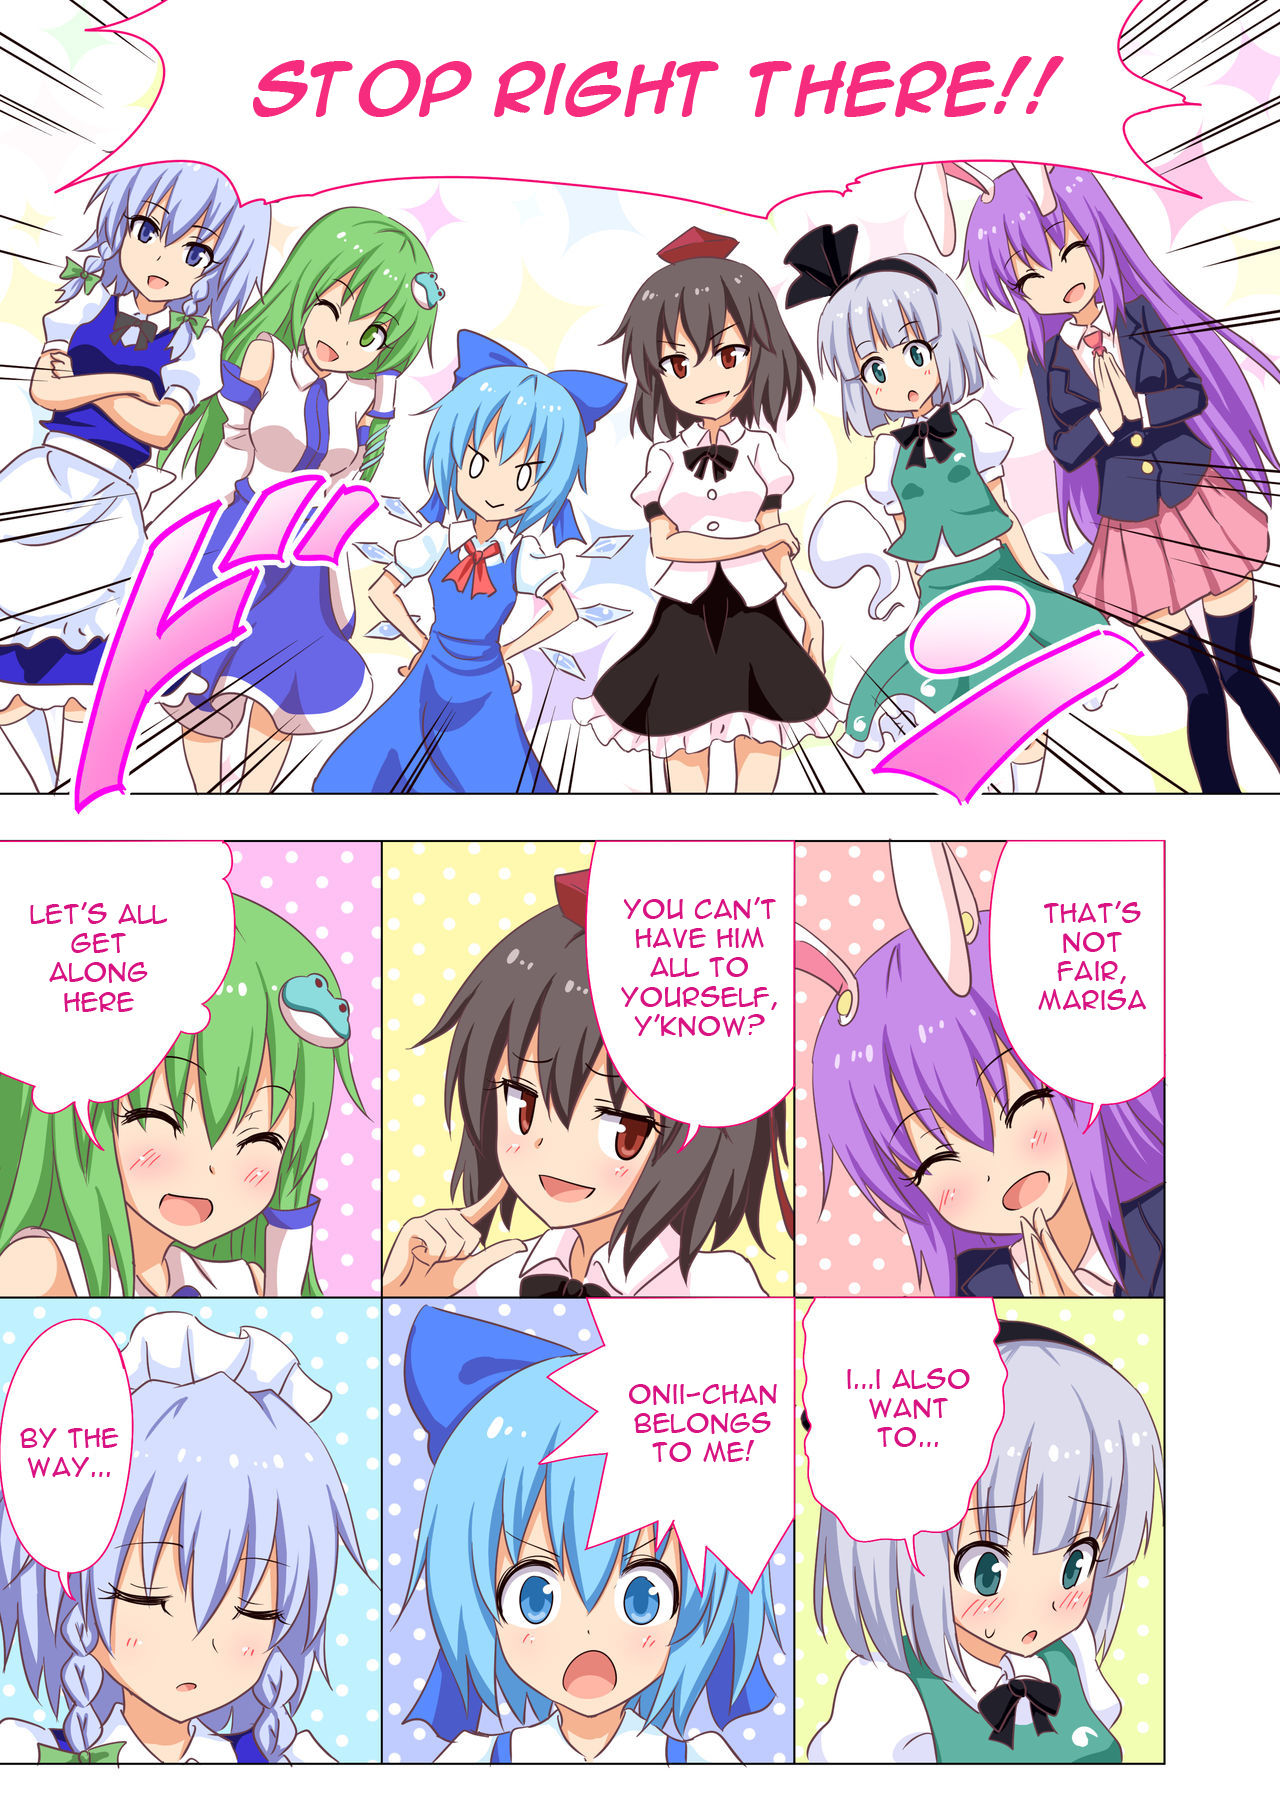 STOP RIGHT THERE!!
ドーン
THAT'S
NOT
FAIR,
MARISA
YOU CAN'T
HAVE HIM
ALL TO
YOURSELF,
Y'KNOW?
LET'S ALL
GET
ALONG
HERE
I...I ALSO
WANT
TO...
ONII-CHAN
BELONGS
TO ME!
BY THE
WAY...